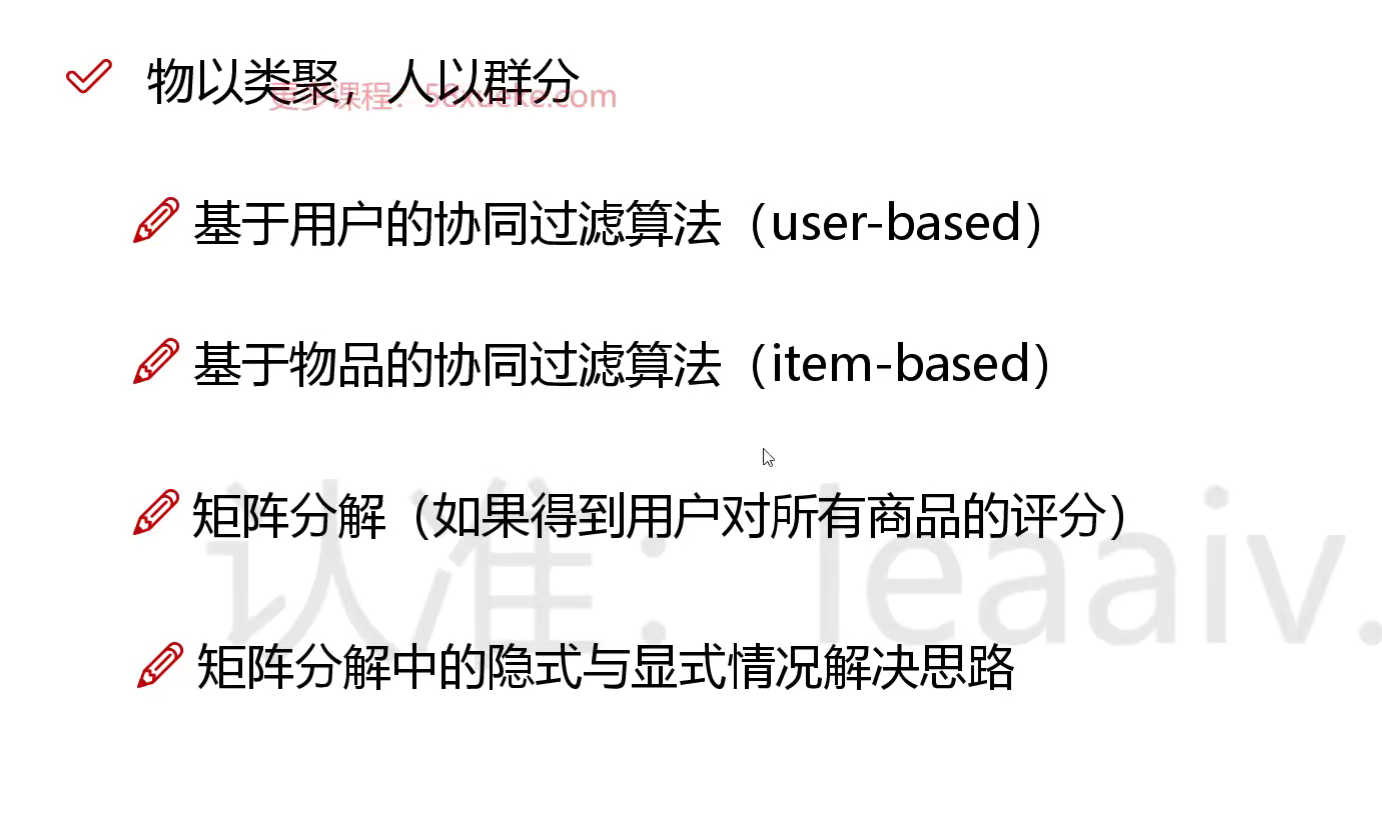 物以类聚，人以群分
更多课程：58xueke.com
基于用户的协同过滤算法（user-based）
基于物品的协同过滤算法（item-based）
矩阵分解（如果得到用户对所有商品的评分）
认准：leaaiv.
矩阵分解中的隐式与显式情况解决思路